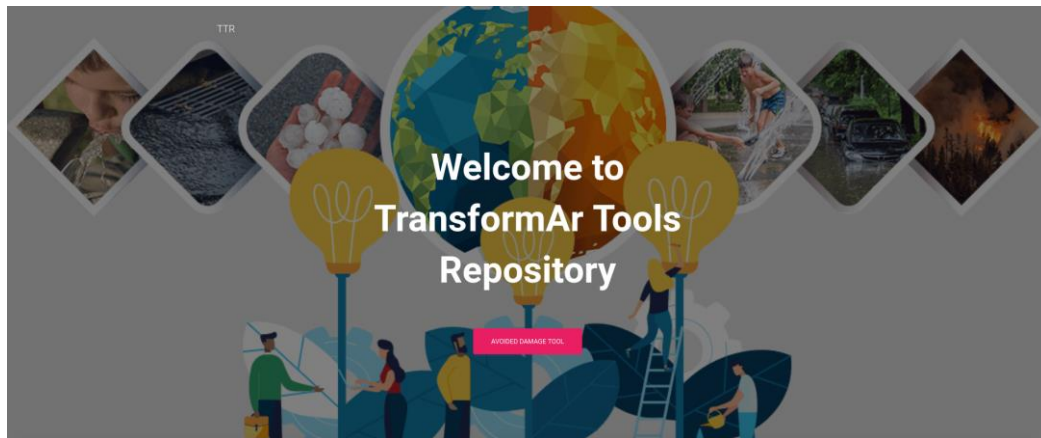 TTR
Welcome to
TransformAr Tools
Repository
AVOIDED DAMAGE TOOL